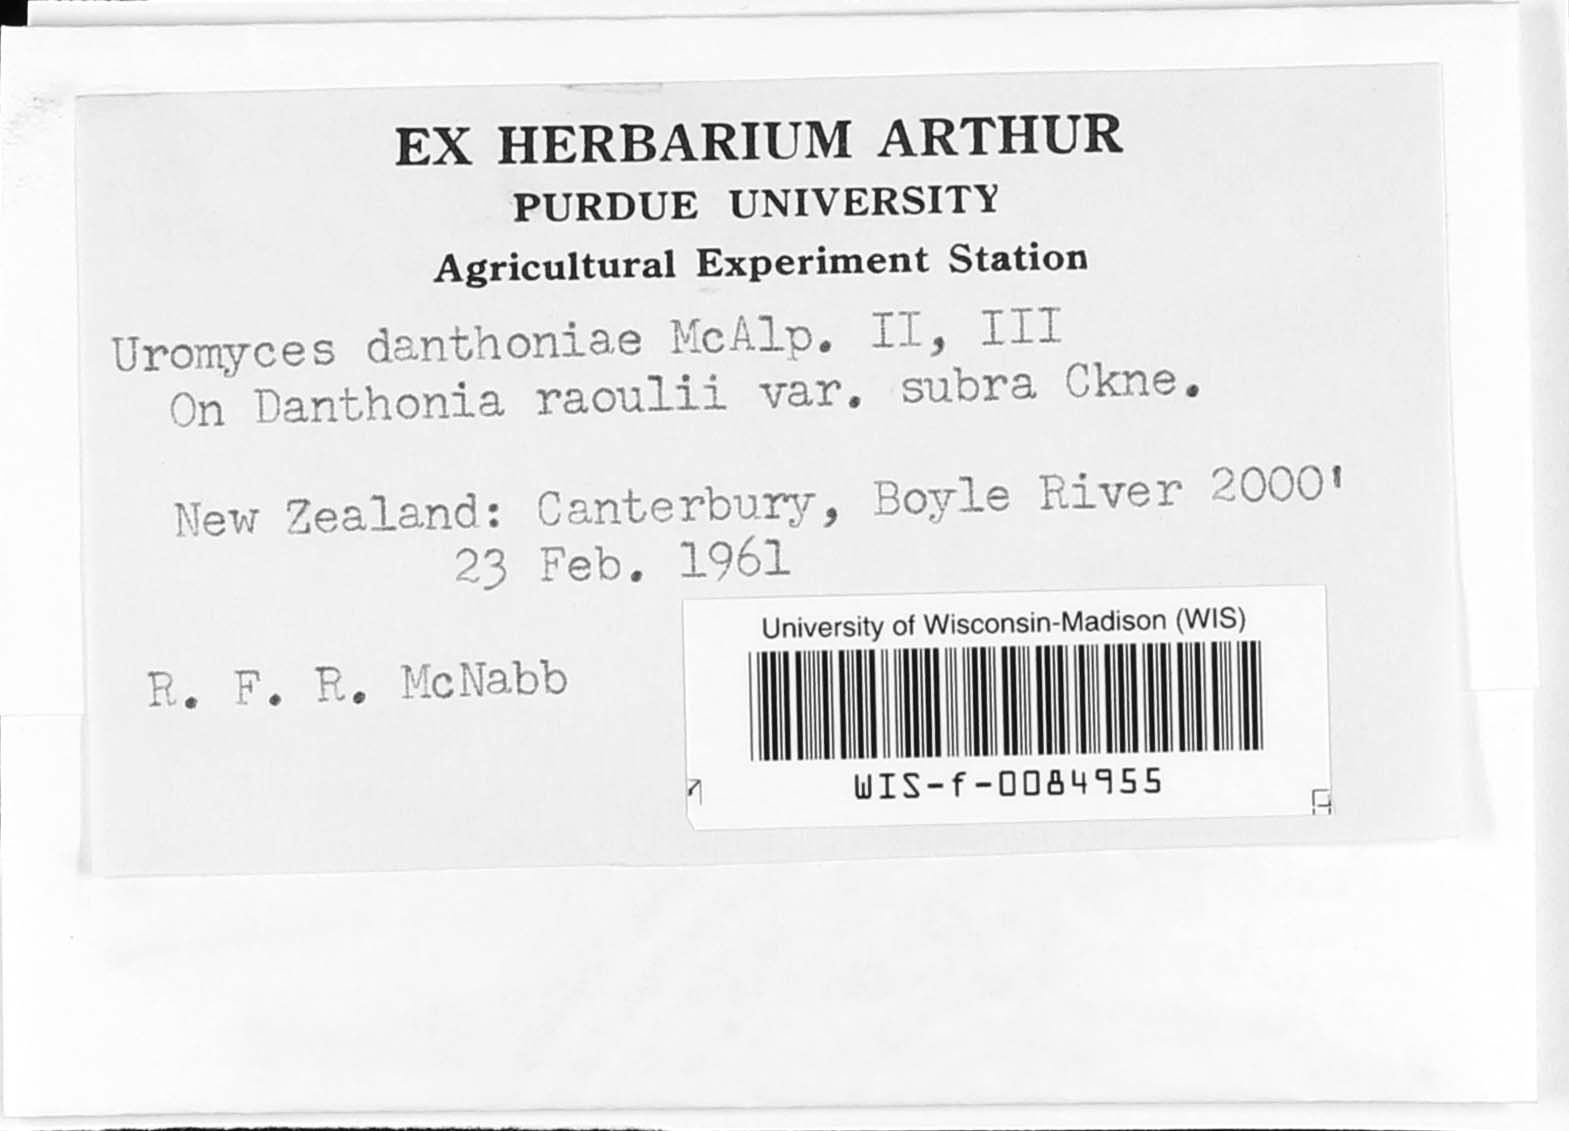 EX HERBARIUM ARTHUR
PURDUE UNIVERSITY
Agricultural Experiment Station
Uromyces danthoniae McAlp. II, III
On Danthonia raoulii var. subra Ckne.
New Zealand: Canterbury, Boyle River 2000'
23 Feb. 1961
R. F. R. McNabb
University of Wisconsin-Madison (WIS)
WIS-f-0084955